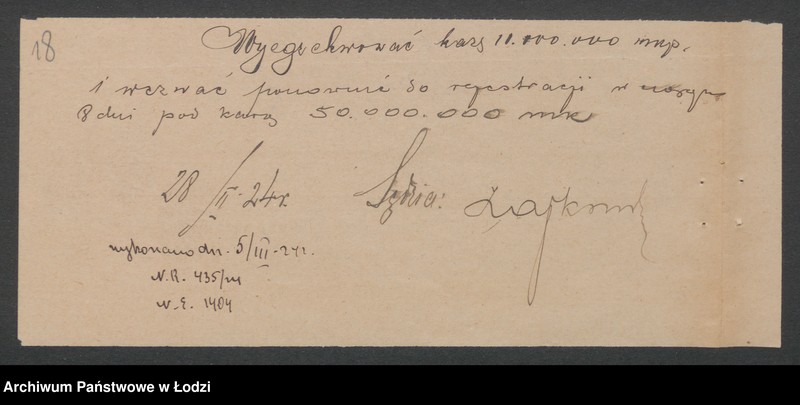 18
Wyegzekwować karę 11.000.000 mkp.
i wezwać ponownie do rejestracji w ciągu
8 dni pod karą 50.000.000 mk
28/II-24r. Sędzia:
wykonano dn. 5/III-24r.
N.R. 435/III
N.E. 1404
Archiwum Państwowe w Łodzi